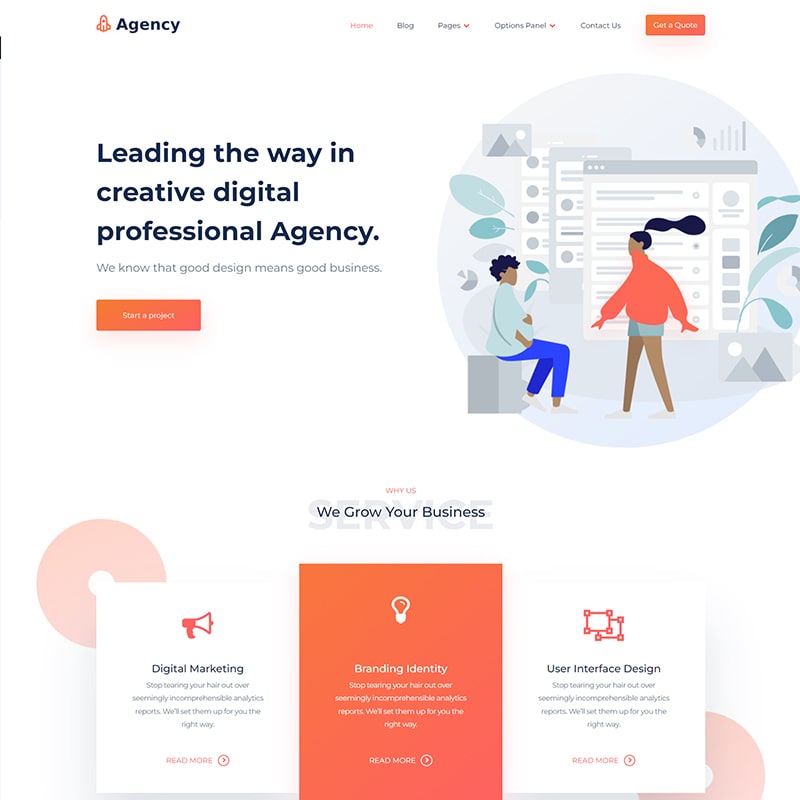 Agency
Home
Blog
Pages
Options Panel
Contact Us
Get a Quote
Leading the way in
creative digital
professional Agency.
We know that good design means good business.
Start a project
WHY US
SERVICE
We Grow Your Business
Digital Marketing
Stop tearing your hair out over
seemingly incomprehensible analytics
reports. We'll set them up for you the
right way.
READ MORE
Branding Identity
Stop tearing your hair out over
seemingly incomprehensible analytics
reports. We'll set them up for you the
right way.
READ MORE
User Interface Design
Stop tearing your hair out over
seemingly incomprehensible analytics
reports. We'll set them up for you the
right way.
READ MORE